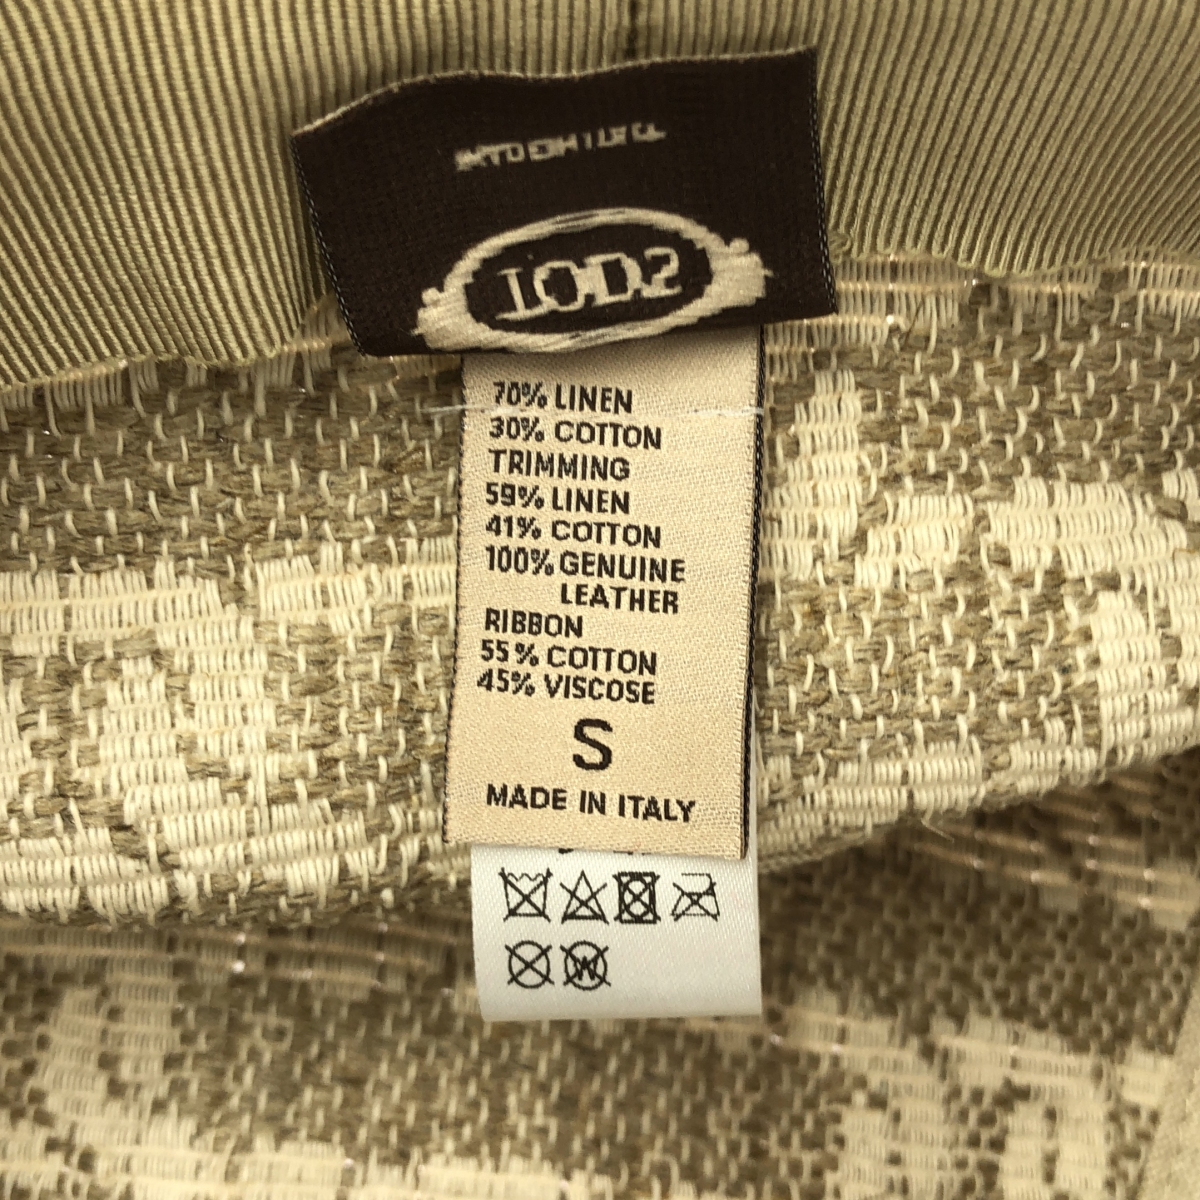 TOD'S
70% LINEN
30% COTTON
TRIMMING
59% LINEN
41% COTTON
100% GENUINE
LEATHER
RIBBON
55% COTTON
45% VISCOSE
S
MADE IN ITALY
W